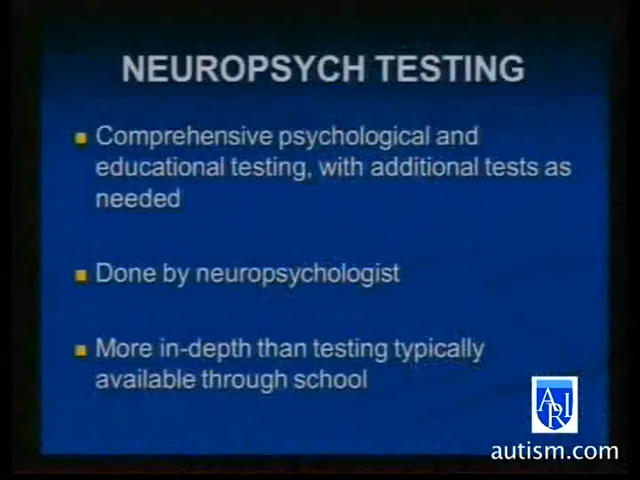 NEUROPSYCH TESTING
Comprehensive psychological and
educational testing, with additional tests as
needed
Done by neuropsychologist
More in-depth than testing typically
available through school
ARI
autism.com